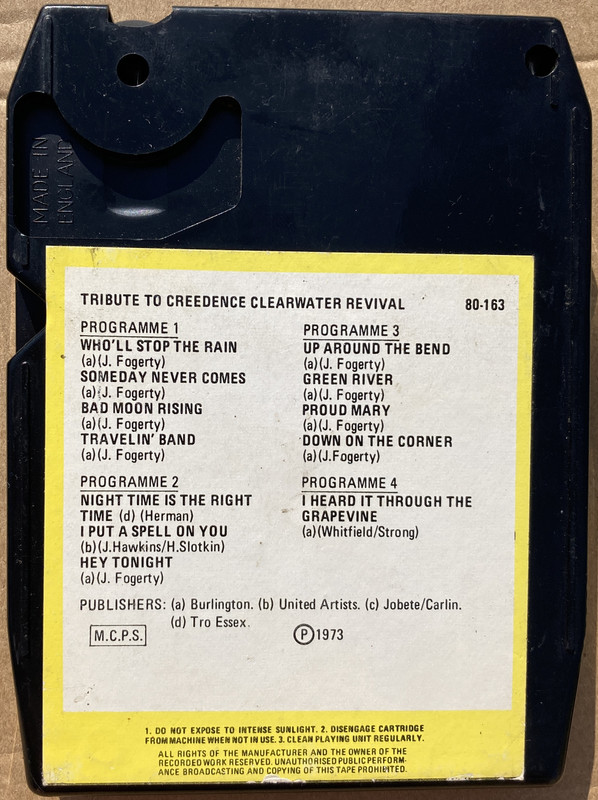 MADE IN
ENGLAND
TRIBUTE TO CREEDENCE CLEARWATER REVIVAL 80-163
PROGRAMME 1
WHO'LL STOP THE RAIN
(a)(J. Fogerty)
SOMEDAY NEVER COMES
(a)(J. Fogerty)
BAD MOON RISING
(a)(J. Fogerty)
TRAVELIN' BAND
(a)(J. Fogerty)
PROGRAMME 2
NIGHT TIME IS THE RIGHT
TIME (d) (Herman)
I PUT A SPELL ON YOU
(b)(J.Hawkins/H.Slotkin)
HEY TONIGHT
(a)(J. Fogerty)
PROGRAMME 3
UP AROUND THE BEND
(a)(J. Fogerty)
GREEN RIVER
(a)(J. Fogerty)
PROUD MARY
(a)(J. Fogerty)
DOWN ON THE CORNER
(a)(J.Fogerty)
PROGRAMME 4
I HEARD IT THROUGH THE
GRAPEVINE
(a)(Whitfield/Strong)
PUBLISHERS: (a) Burlington. (b) United Artists. (c) Jobete/Carlin.
(d) Tro Essex.
M.C.P.S. Ⓟ1973
1. DO NOT EXPOSE TO INTENSE SUNLIGHT. 2. DISENGAGE CARTRIDGE
FROM MACHINE WHEN NOT IN USE. 3. CLEAN PLAYING UNIT REGULARLY.
ALL RIGHTS OF THE MANUFACTURER AND THE OWNER OF THE
RECORDED WORK RESERVED. UNAUTHORISED PUBLIC PERFORM-
ANCE BROADCASTING AND COPYING OF THIS TAPE PROHIBITED.